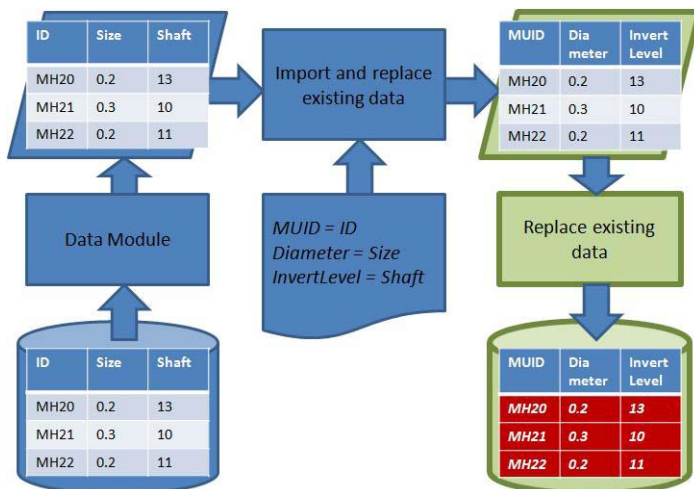 ID Size Shaft
MH20 0.2 13
MH21 0.3 10
MH22 0.2 11
Import and replace
existing data
MUID Dia Invert
meter Level
MH20 0.2 13
MH21 0.3 10
MH22 0.2 11
Data Module
MUID = ID
Diameter = Size
InvertLevel = Shaft
Replace existing
data
ID Size Shaft
MH20 0.2 13
MH21 0.3 10
MH22 0.2 11
MUID Dia Invert
meter Level
MH20 0.2 13
MH21 0.3 10
MH22 0.2 11